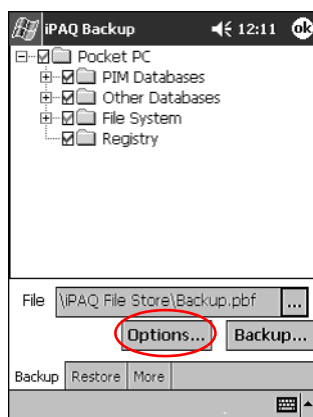 iPAQ Backup 12:11 ok
Pocket PC
PIM Databases
Other Databases
File System
Registry
File \iPAQ File Store\Backup.pbf ...
Options... Backup...
Backup Restore More